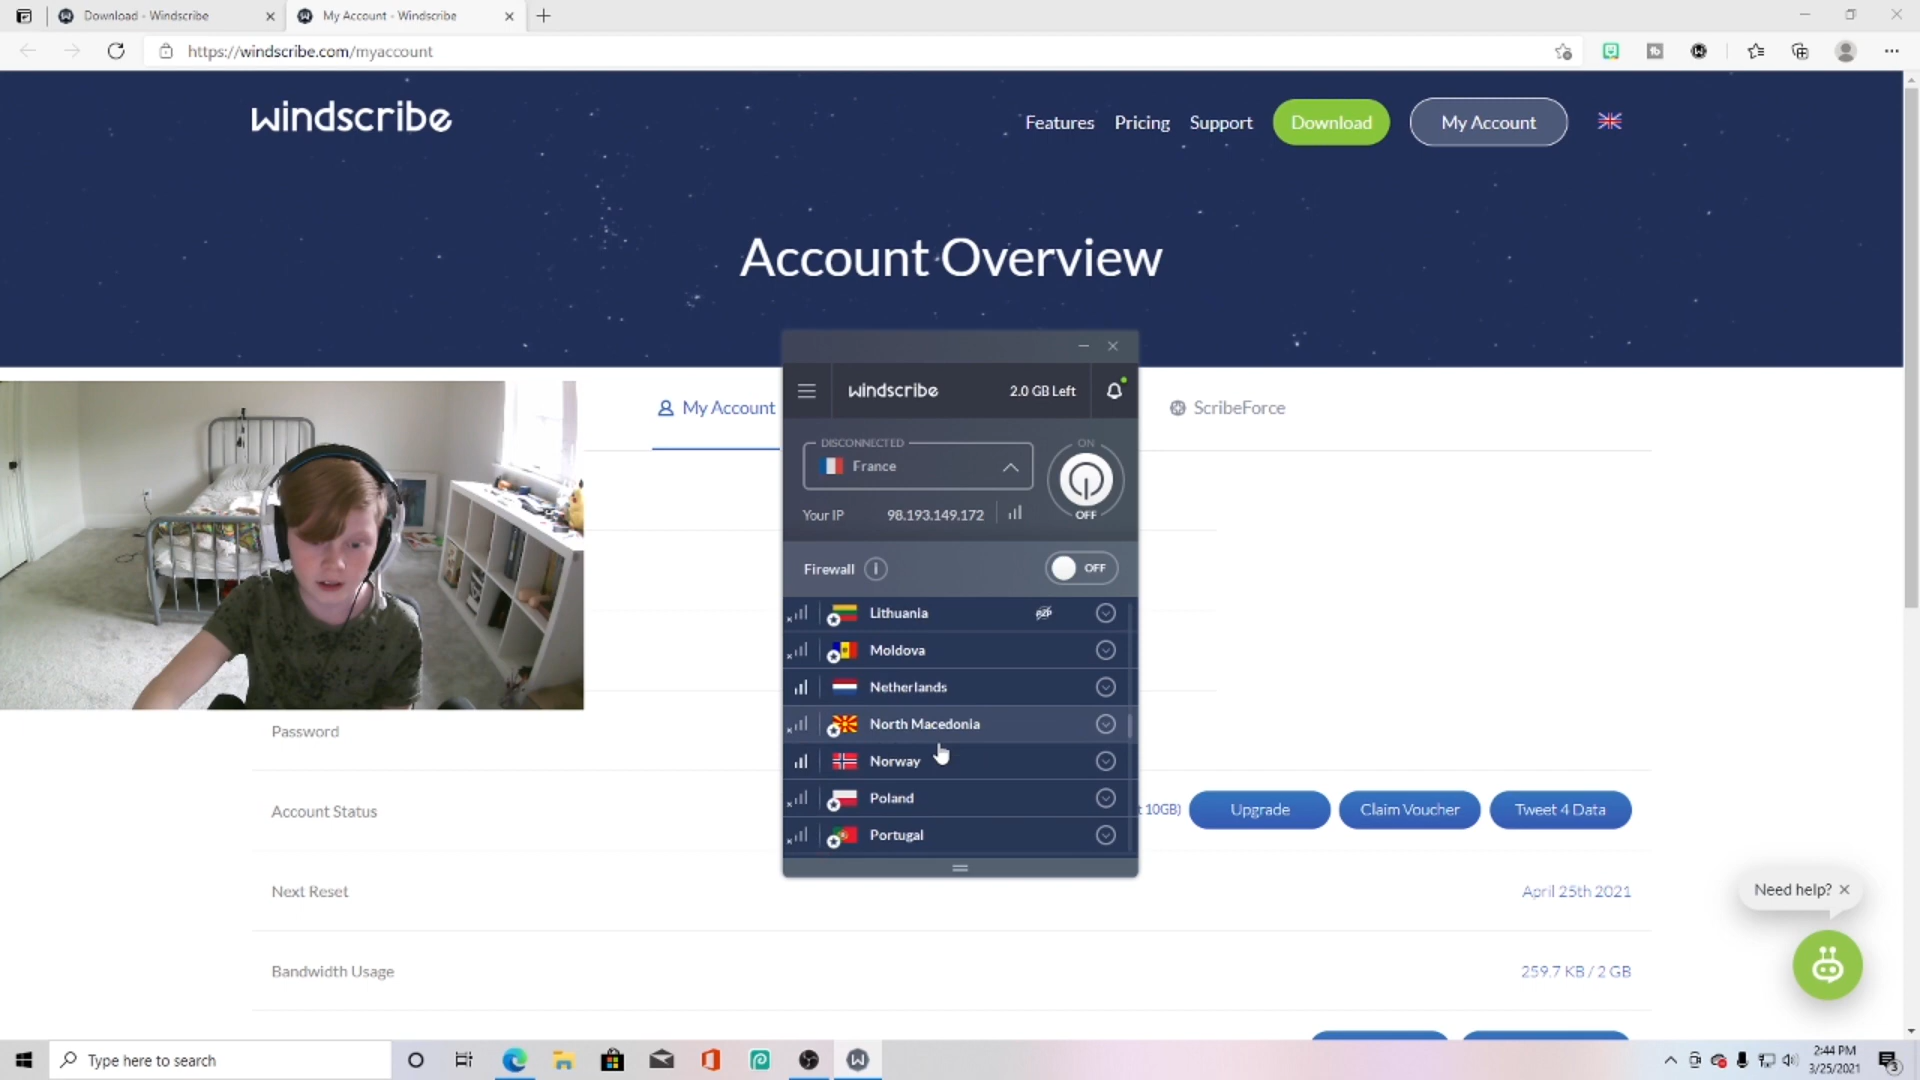 Download - Windscribe
My Account - Windscribe
https://windscribe.com/myaccount
windscribe
Features
Pricing
Support
Download
My Account
Account Overview
My Account
ScribeForce
windscribe
2.0 GB Left
DISCONNECTED
France
ON
OFF
Your IP
98.193.149.172
Firewall
OFF
Lithuania
P2P
Moldova
Netherlands
North Macedonia
Norway
Poland
Portugal
Password
Account Status
10GB)
Upgrade
Claim Voucher
Tweet 4 Data
Next Reset
April 25th 2021
Need help?
Bandwidth Usage
259.7 KB / 2 GB
Type here to search
2:44 PM
3/25/2021
3